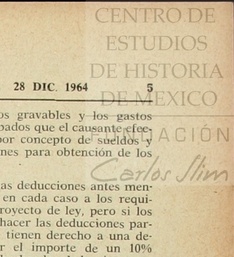 CENTRO DE
ESTUDIOS
DE HISTORIA
DE MEXICO
FUNDACIÓN
Carlos Slim
28 DIC. 1964 5
os gravables y los gastos
bados que el causante efec-
por concepto de sueldos y
nes para obtención de los
as deducciones antes men-
en cada caso a los requi-
royecto de ley, pero si los
hacer las deducciones par-
tienen derecho a una de-
r el importe de un 10%